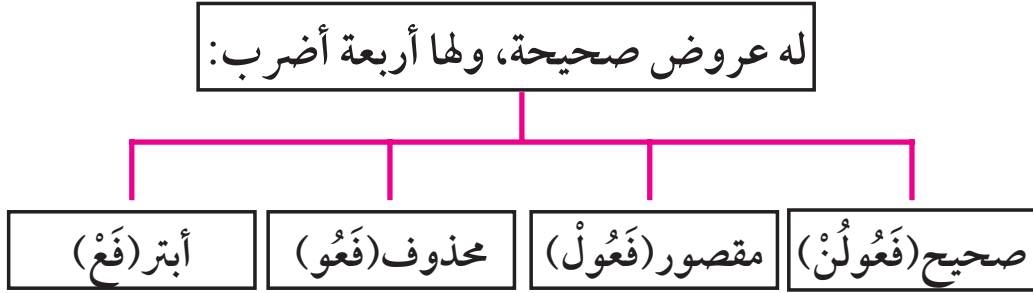 له عروض صحيحة، ولها أربعة أضرب:
صحيح(فَعُولُنْ)
مقصور(فَعُولْ)
محذوف(فَعُو)
أبتر(فَعْ)